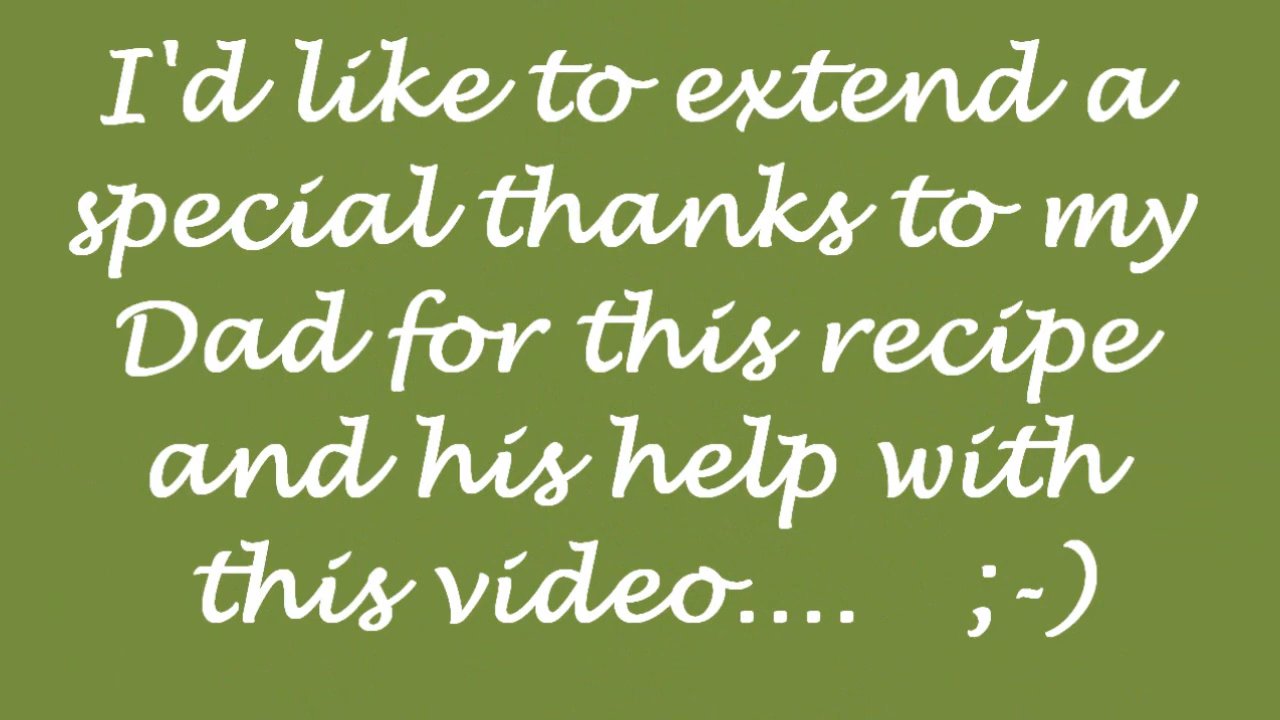 I'd like to extend a
special thanks to my
Dad for this recipe
and his help with
this video.... ;-)